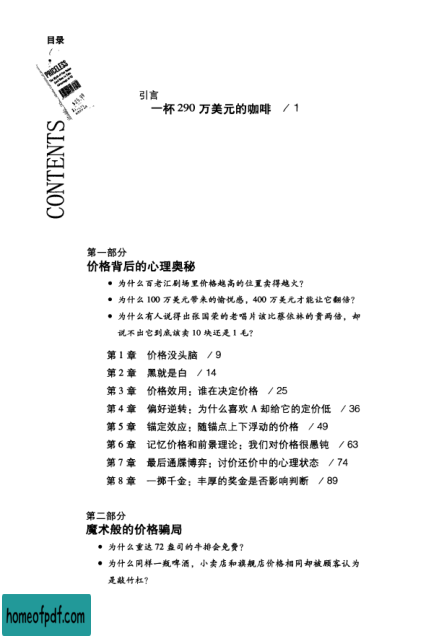 目录
PRICELESS
CONTENTS
引言
一杯 290 万美元的咖啡 / 1
第一部分
价格背后的心理奥秘
● 为什么百老汇剧场里价格越高的位置卖得越火?
● 为什么 100 万美元带来的愉悦感，400 万美元才能让它翻倍?
● 为什么有人说得出张国荣的老唱片该比蔡依林的贵两倍，却
说不出它到底该卖 10 块还是 1 毛?
第 1 章 价格没头脑 / 9
第 2 章 黑就是白 / 14
第 3 章 价格效用：谁在决定价格 / 25
第 4 章 偏好逆转：为什么喜欢 A 却给它的定价低 / 36
第 5 章 锚定效应：随锚点上下浮动的价格 / 49
第 6 章 记忆价格和前景理论：我们对价格很愚钝 / 63
第 7 章 最后通牒博弈：讨价还价中的心理状态 / 74
第 8 章 一掷千金：丰厚的奖金是否影响判断 / 89
第二部分
魔术般的价格骗局
● 为什么重达 72 盎司的牛排会免费?
● 为什么同样一瓶啤酒，小卖店和旗舰店价格相同却被顾客认为
是敲竹杠?
homeofpdf.com